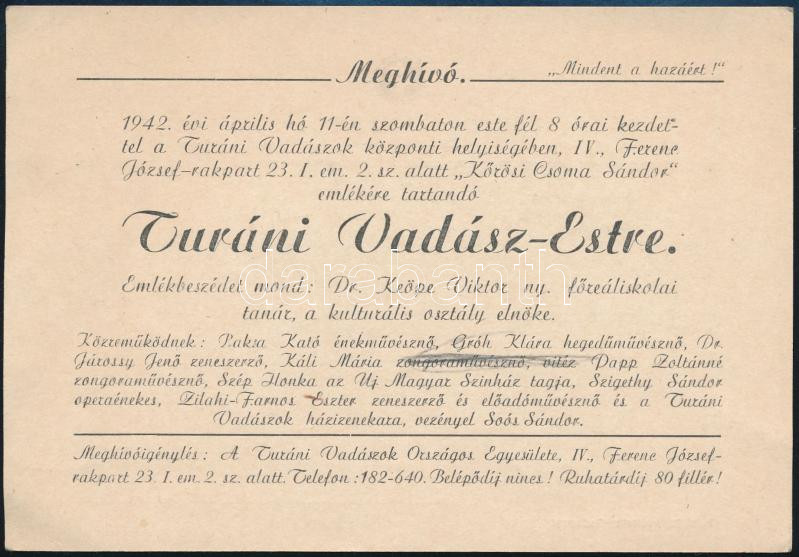 Meghívó.
„Mindent a hazáért!“
1942. évi április hó 11-én szombaton este fél 8 órai kezdet-
tel a Turáni Vadászok központi helyiségében, IV., Ferenc
József-rakpart 23. I. em. 2. sz. alatt „Kőrösi Csoma Sándor“
emlékére tartandó
Turáni Vadász-Estre.
Emlékbeszédet mond: Dr. Keöpe Viktor ny. főreáliskolai
tanár, a kulturális osztály elnöke.
Közreműködnek: Paksa Kató énekművésznő, Gróh Klára hegedűművésznő, Dr.
Járossy Jenő zeneszerző, Káli Mária zongoraművésznő, vitéz Papp Zoltánné
zongoraművésznő, Szép Ilonka az Uj Magyar Szinház tagja, Szigethy Sándor
operaénekes, Zilahi-Farnos Eszter zeneszerző és előadóművésznő és a Turáni
Vadászok házizenekara, vezényel Soós Sándor.
Meghívóigénylés: A Turáni Vadászok Országos Egyesülete, IV., Ferenc József-
rakpart 23. I. em. 2. sz. alatt. Telefon: 182-640. Belépődíj nincs! Ruhatárdíj 80 fillér!
darabanth